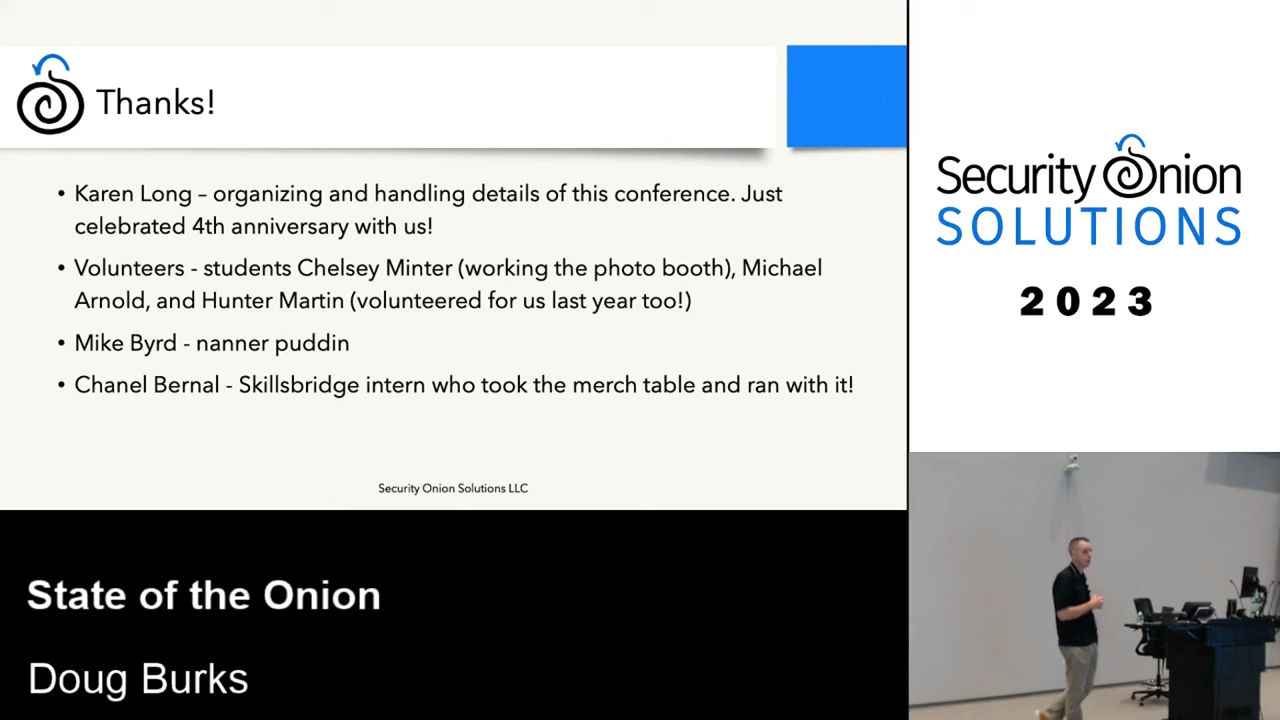 Thanks!
• Karen Long – organizing and handling details of this conference. Just
celebrated 4th anniversary with us!
• Volunteers - students Chelsey Minter (working the photo booth), Michael
Arnold, and Hunter Martin (volunteered for us last year too!)
• Mike Byrd - nanner puddin
• Chanel Bernal - Skillsbridge intern who took the merch table and ran with it!
Security Onion Solutions LLC
Security Onion
SOLUTIONS
2023
State of the Onion
Doug Burks